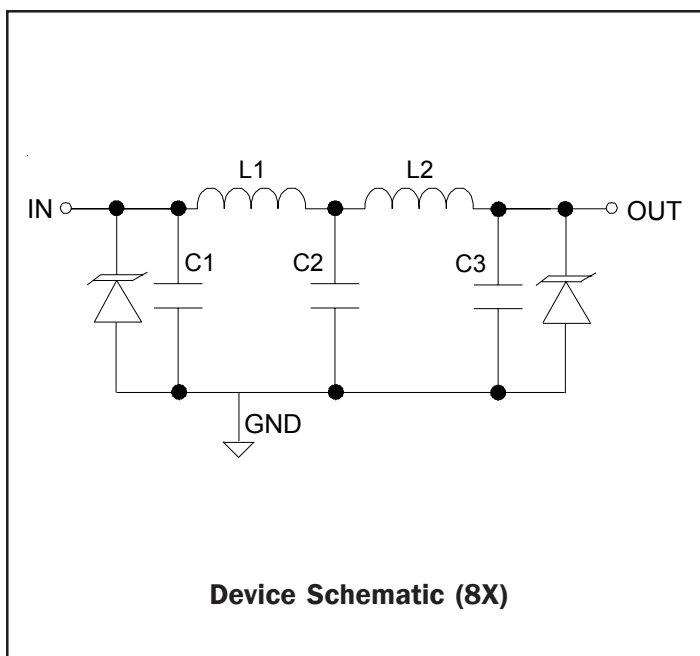 L1 L2
IN OUT
C1 C2 C3
GND
Device Schematic (8X)